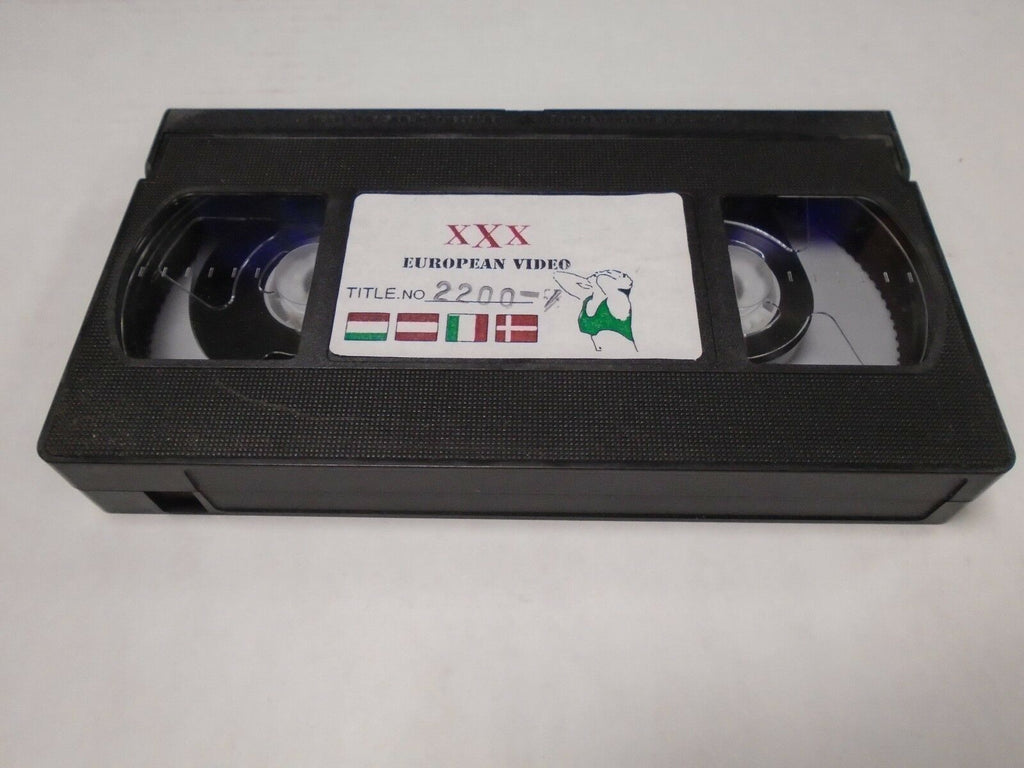 XXX
EUROPEAN VIDEO
TITLE.NO 2200-